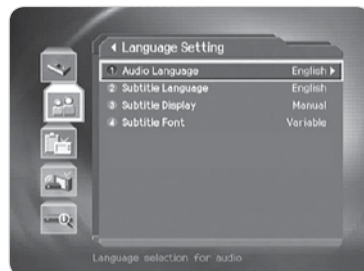 Language Setting
① Audio Language English
② Subtitle Language English
③ Subtitle Display Manual
④ Subtitle Font Variable
Language selection for audio